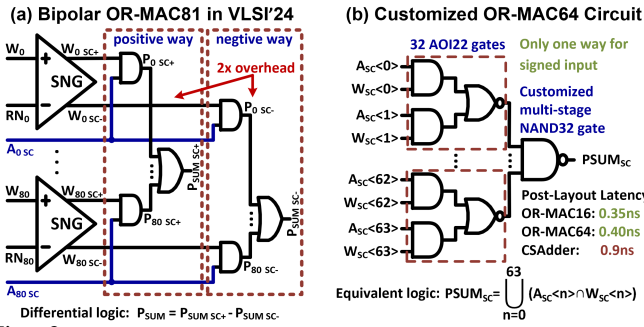 (a) Bipolar OR-MAC81 in VLSI'24
W0
W0 SC+
positive way
negtive way
SNG
P0 SC+
2x overhead
RN0
W0 SC-
P0 SC-
A0 SC
PSUM SC+
PSUM SC-
W80
W80 SC+
SNG
P80 SC+
RN80
W80 SC-
P80 SC-
A80 SC
Differential logic: PSUM = PSUM SC+ - PSUM SC-
(b) Customized OR-MAC64 Circuit
32 AOI22 gates
Only one way for
signed input
ASC<0>
WSC<0>
ASC<1>
WSC<1>
Customized
multi-stage
NAND32 gate
PSUMSC
ASC<62>
WSC<62>
ASC<63>
WSC<63>
Post-Layout Latency
OR-MAC16: 0.35ns
OR-MAC64: 0.40ns
CSAdder: 0.9ns
63
Equivalent logic: PSUMSC= ⋃ (ASC<n>∩WSC<n>)
n=0